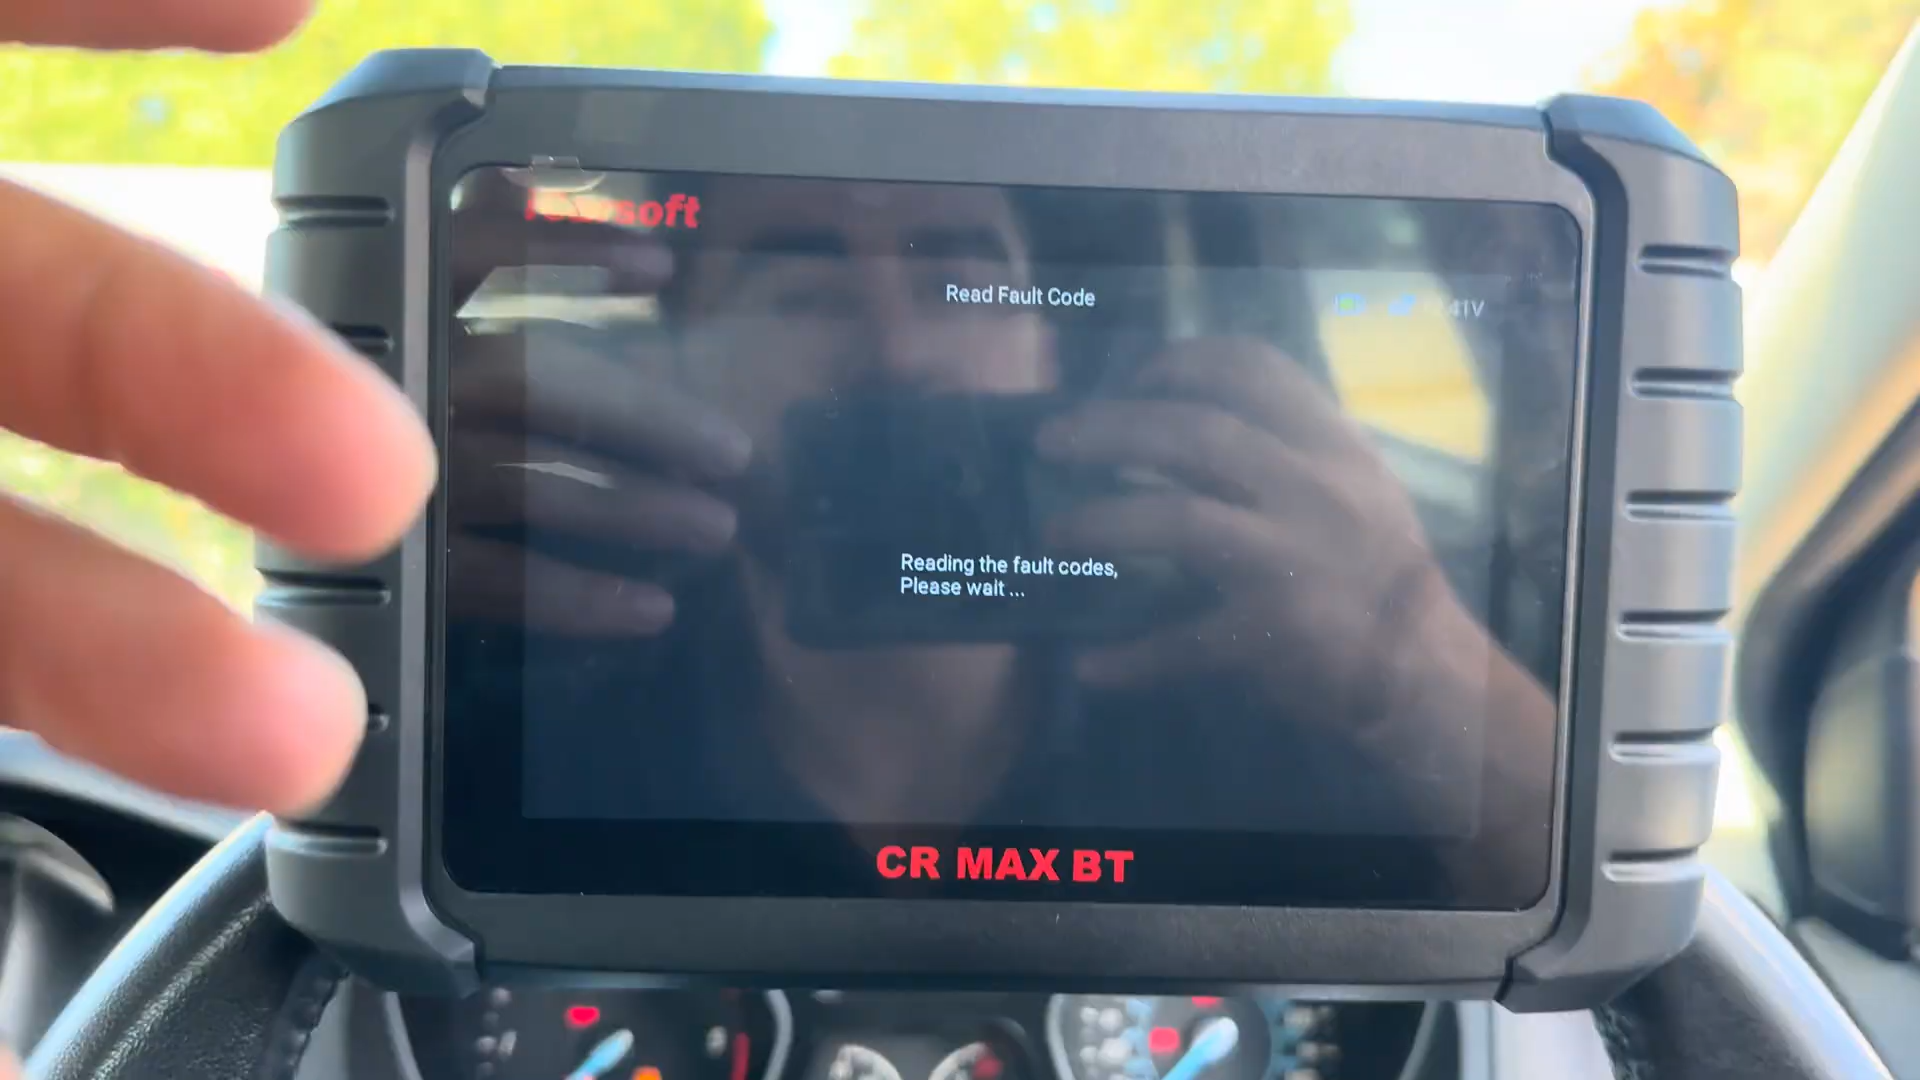 Read Fault Code
Reading the fault codes,
Please wait ...
CR MAX BT